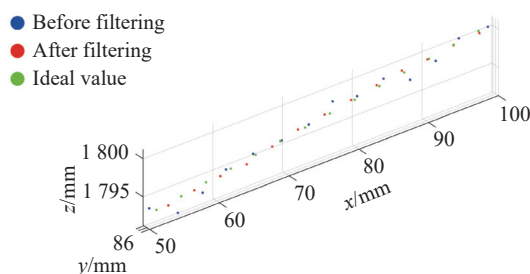 Before filtering
After filtering
Ideal value
1 800
1 795
z/mm
86
y/mm
50
60
70
80
90
100
x/mm